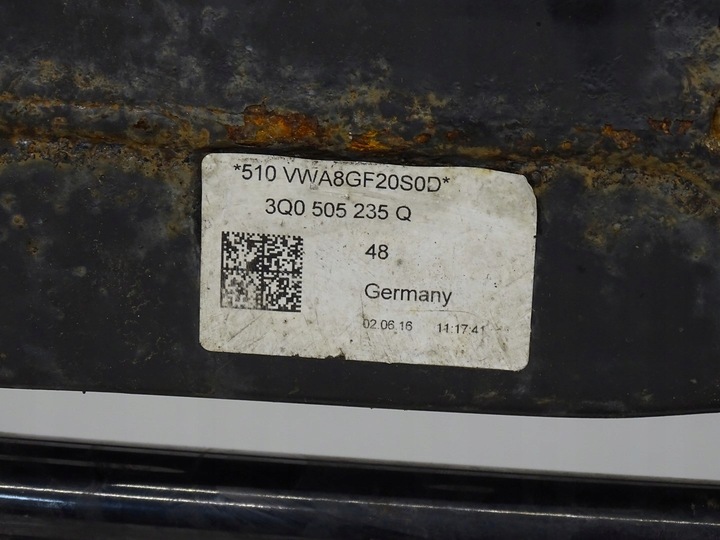 *510 VWA8GF20S0D*
3Q0 505 235 Q
48
Germany
02.06.16 11:17:41